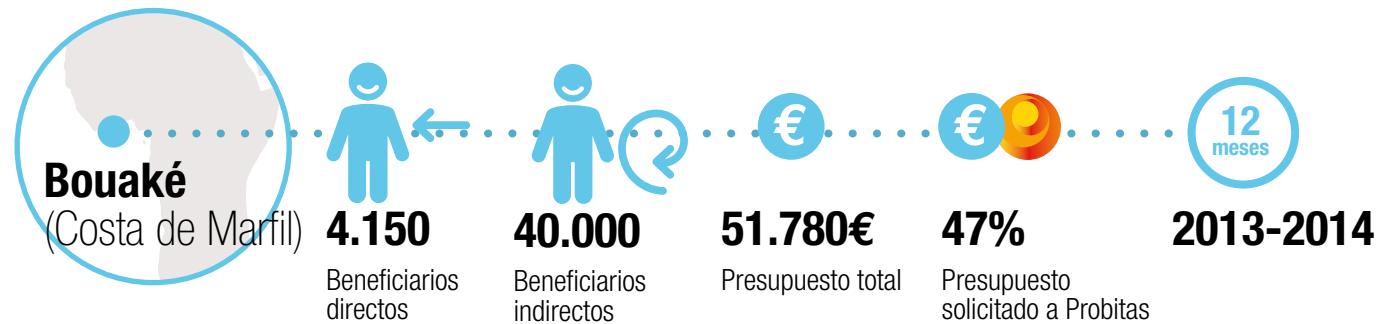 Bouaké
(Costa de Marfil)
4.150
Beneficiarios
directos
40.000
Beneficiarios
indirectos
€
51.780€
Presupuesto total
€
47%
Presupuesto
solicitado a Probitas
12
meses
2013-2014